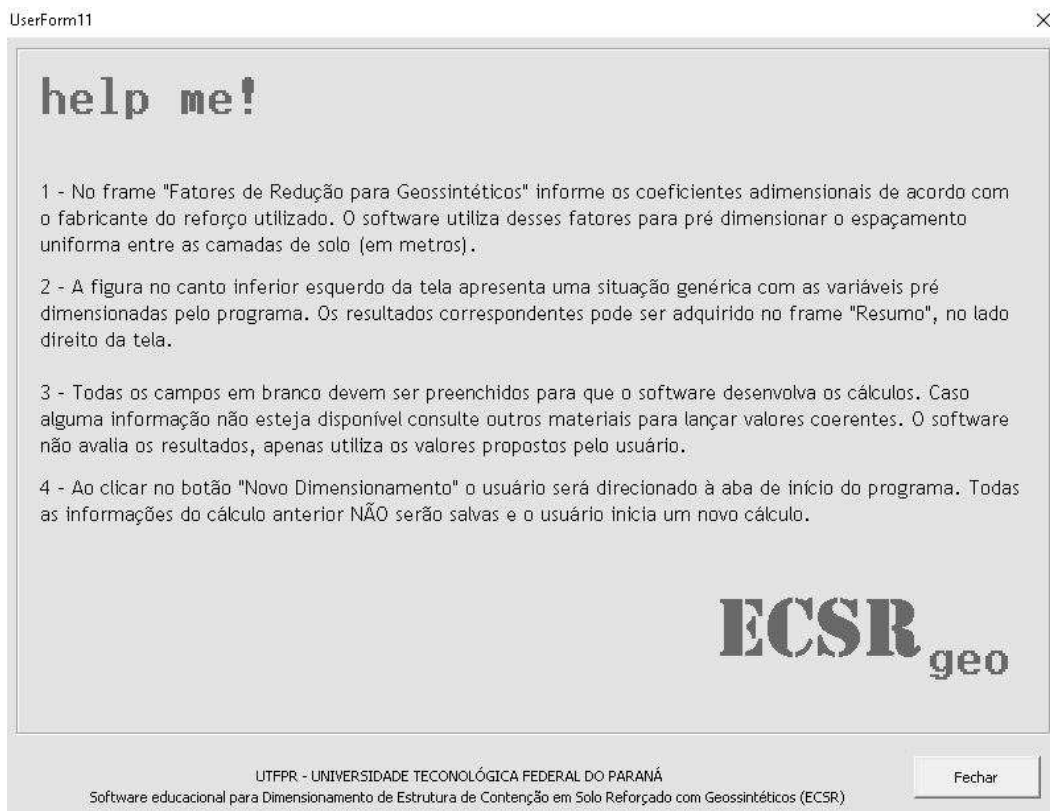 UserForm11
help me!
1 - No frame "Fatores de Redução para Geossintéticos" informe os coeficientes adimensionais de acordo com
o fabricante do reforço utilizado. O software utiliza desses fatores para pré dimensionar o espaçamento
uniforma entre as camadas de solo (em metros).
2 - A figura no canto inferior esquerdo da tela apresenta uma situação genérica com as variáveis pré
dimensionadas pelo programa. Os resultados correspondentes pode ser adquirido no frame "Resumo", no lado
direito da tela.
3 - Todas os campos em branco devem ser preenchidos para que o software desenvolva os cálculos. Caso
alguma informação não esteja disponível consulte outros materiais para lançar valores coerentes. O software
não avalia os resultados, apenas utiliza os valores propostos pelo usuário.
4 - Ao clicar no botão "Novo Dimensionamento" o usuário será direcionado à aba de início do programa. Todas
as informações do cálculo anterior NÃO serão salvas e o usuário inicia um novo cálculo.
ECSR geo
UTFPR - UNIVERSIDADE TECONOLÓGICA FEDERAL DO PARANÁ
Software educacional para Dimensionamento de Estrutura de Contenção em Solo Reforçado com Geossintéticos (ECSR)
Fechar